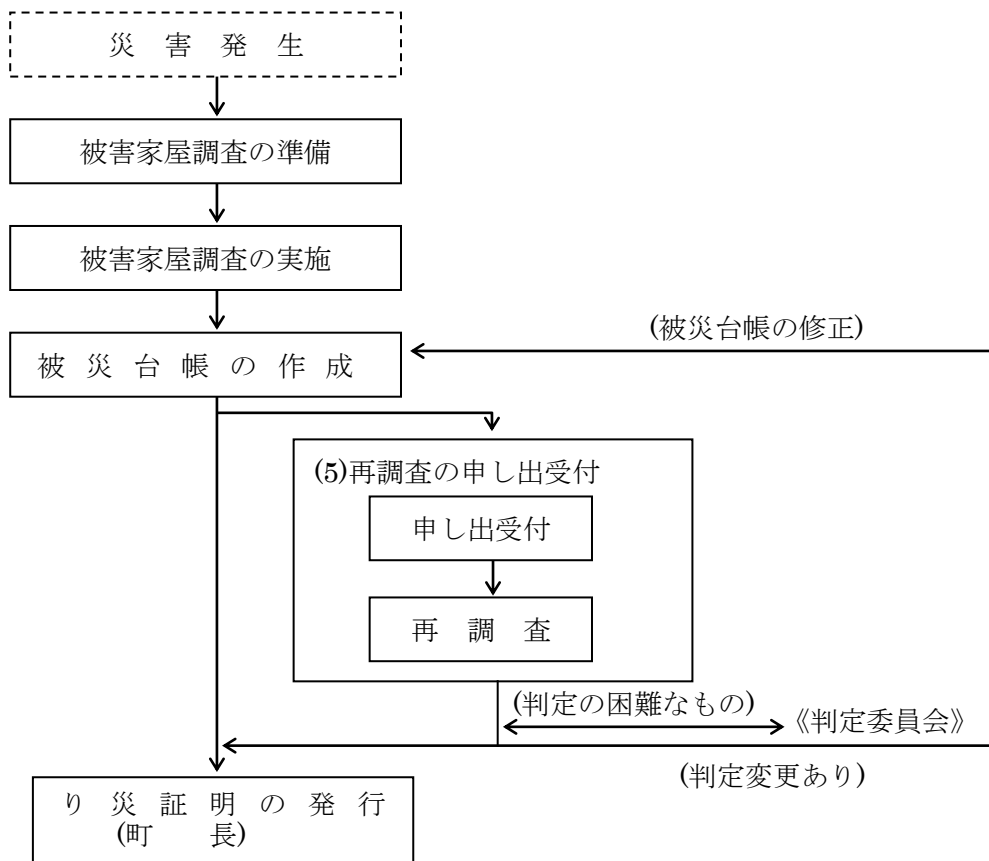 災害発生
被害家屋調査の準備
被害家屋調査の実施
(被災台帳の修正)
被災台帳の作成
(5)再調査の申し出受付
申し出受付
再調査
(判定の困難なもの)
《判定委員会》
(判定変更あり)
り災証明の発行
(町長)